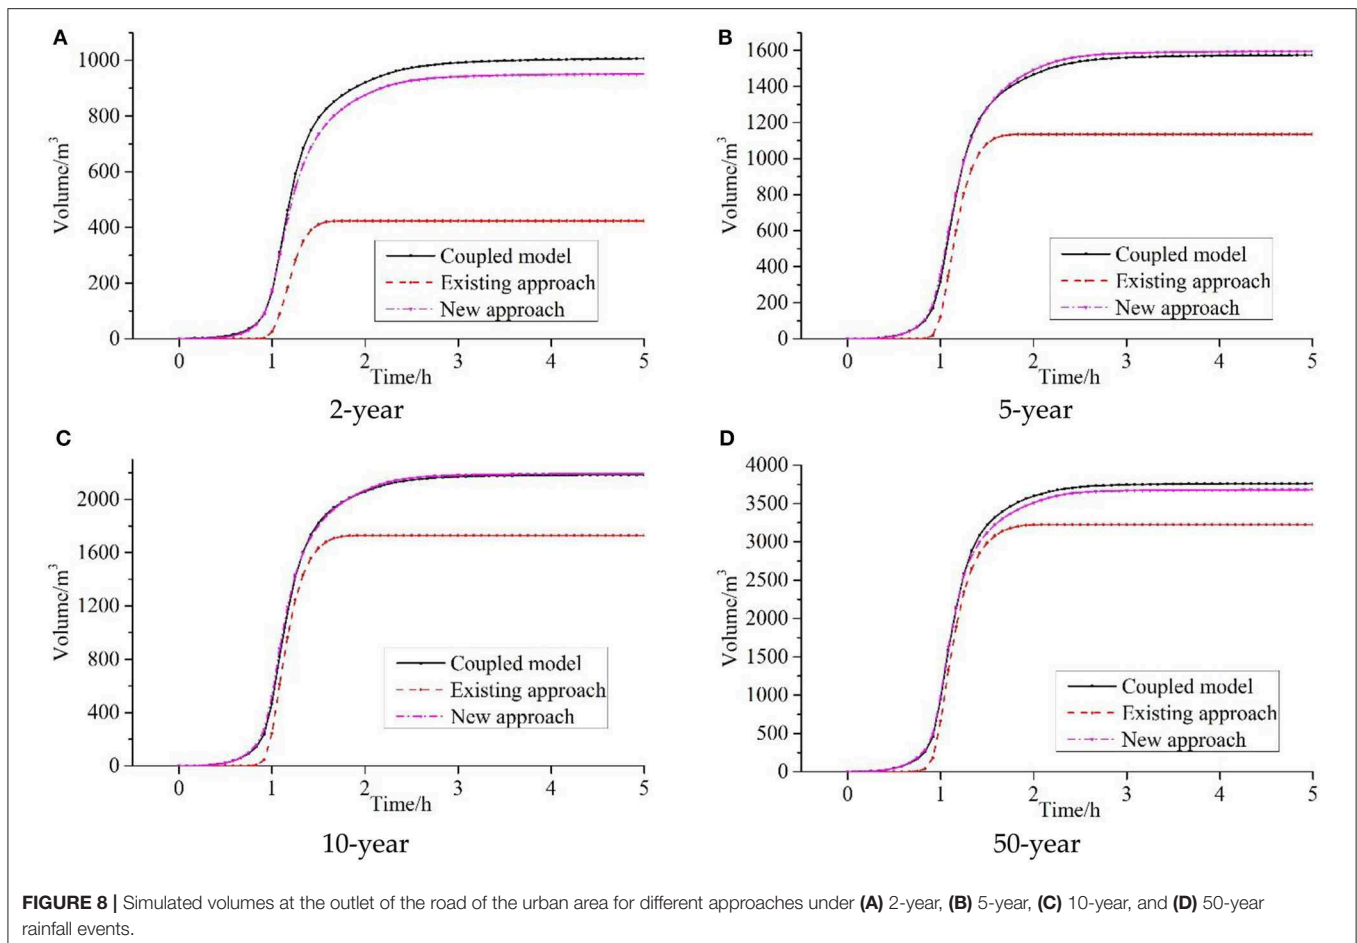 A
1000
800
600
400
200
0
Volume/m³
Coupled model
Existing approach
New approach
0 1 2 3 4 5
Time/h
2-year
B
1600
1400
1200
1000
800
600
400
200
0
Volume/m³
Coupled model
Existing approach
New approach
0 1 2 3 4 5
Time/h
5-year
C
2000
1600
1200
800
400
0
Volume/m³
Coupled model
Existing approach
New approach
0 1 2 3 4 5
Time/h
10-year
D
4000
3500
3000
2500
2000
1500
1000
500
0
Volume/m³
Coupled model
Existing approach
New approach
0 1 2 3 4 5
Time/h
50-year
FIGURE 8 | Simulated volumes at the outlet of the road of the urban area for different approaches under (A) 2-year, (B) 5-year, (C) 10-year, and (D) 50-year
rainfall events.